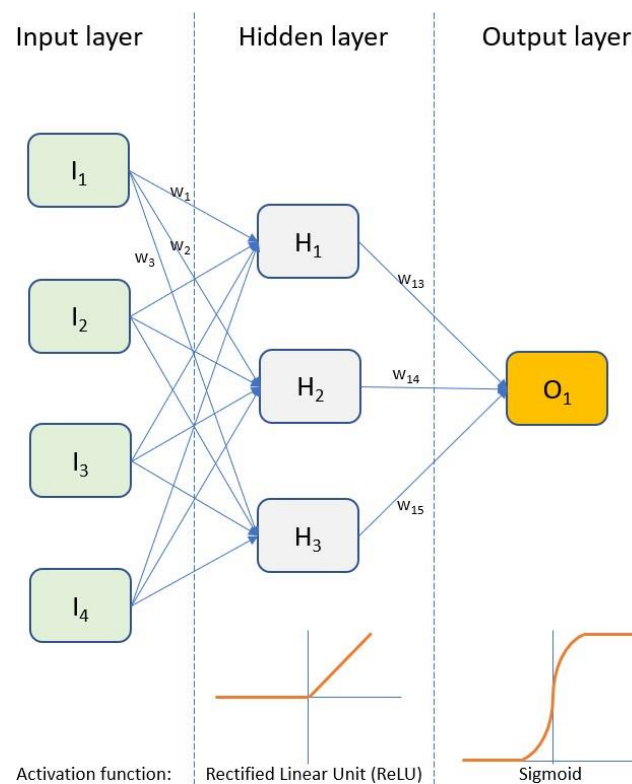 Input layer
Hidden layer
Output layer
I₁
w₁
w₂
w₃
H₁
I₂
w₁₃
H₂
w₁₄
O₁
I₃
w₁₅
H₃
I₄
Activation function:
Rectified Linear Unit (ReLU)
Sigmoid